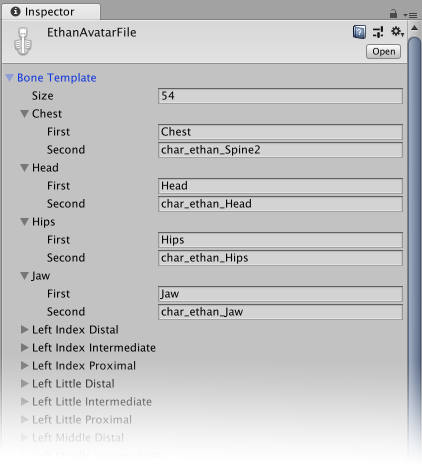 Inspector
EthanAvatarFile
Open
Bone Template
Size 54
Chest
First Chest
Second char_ethan_Spine2
Head
First Head
Second char_ethan_Head
Hips
First Hips
Second char_ethan_Hips
Jaw
First Jaw
Second char_ethan_Jaw
Left Index Distal
Left Index Intermediate
Left Index Proximal
Left Little Distal
Left Little Intermediate
Left Little Proximal
Left Middle Distal